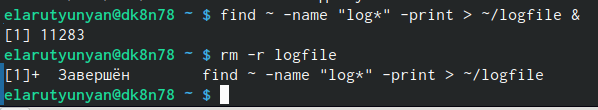 elarutyunyan@dk8n78 ~ $ find ~ -name "log*" -print > ~/logfile &
[1] 11283
elarutyunyan@dk8n78 ~ $ rm -r logfile
[1]+  Завершён        find ~ -name "log*" -print > ~/logfile
elarutyunyan@dk8n78 ~ $